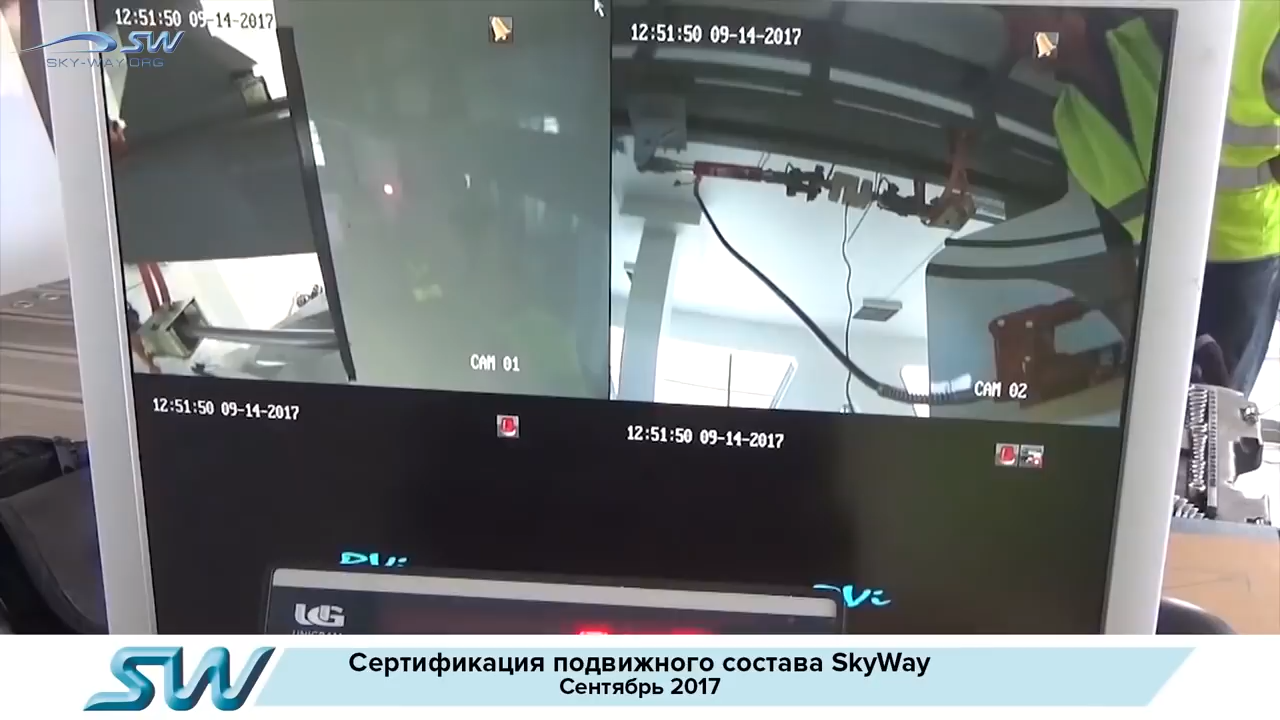 12:51:50 09-14-2017
SW
SKY-WAY.ORG
12:51:50 09-14-2017
CAM 01
CAM 02
12:51:50 09-14-2017
12:51:50 09-14-2017
UG
SW
Сертификация подвижного состава SkyWay
Сентябрь 2017